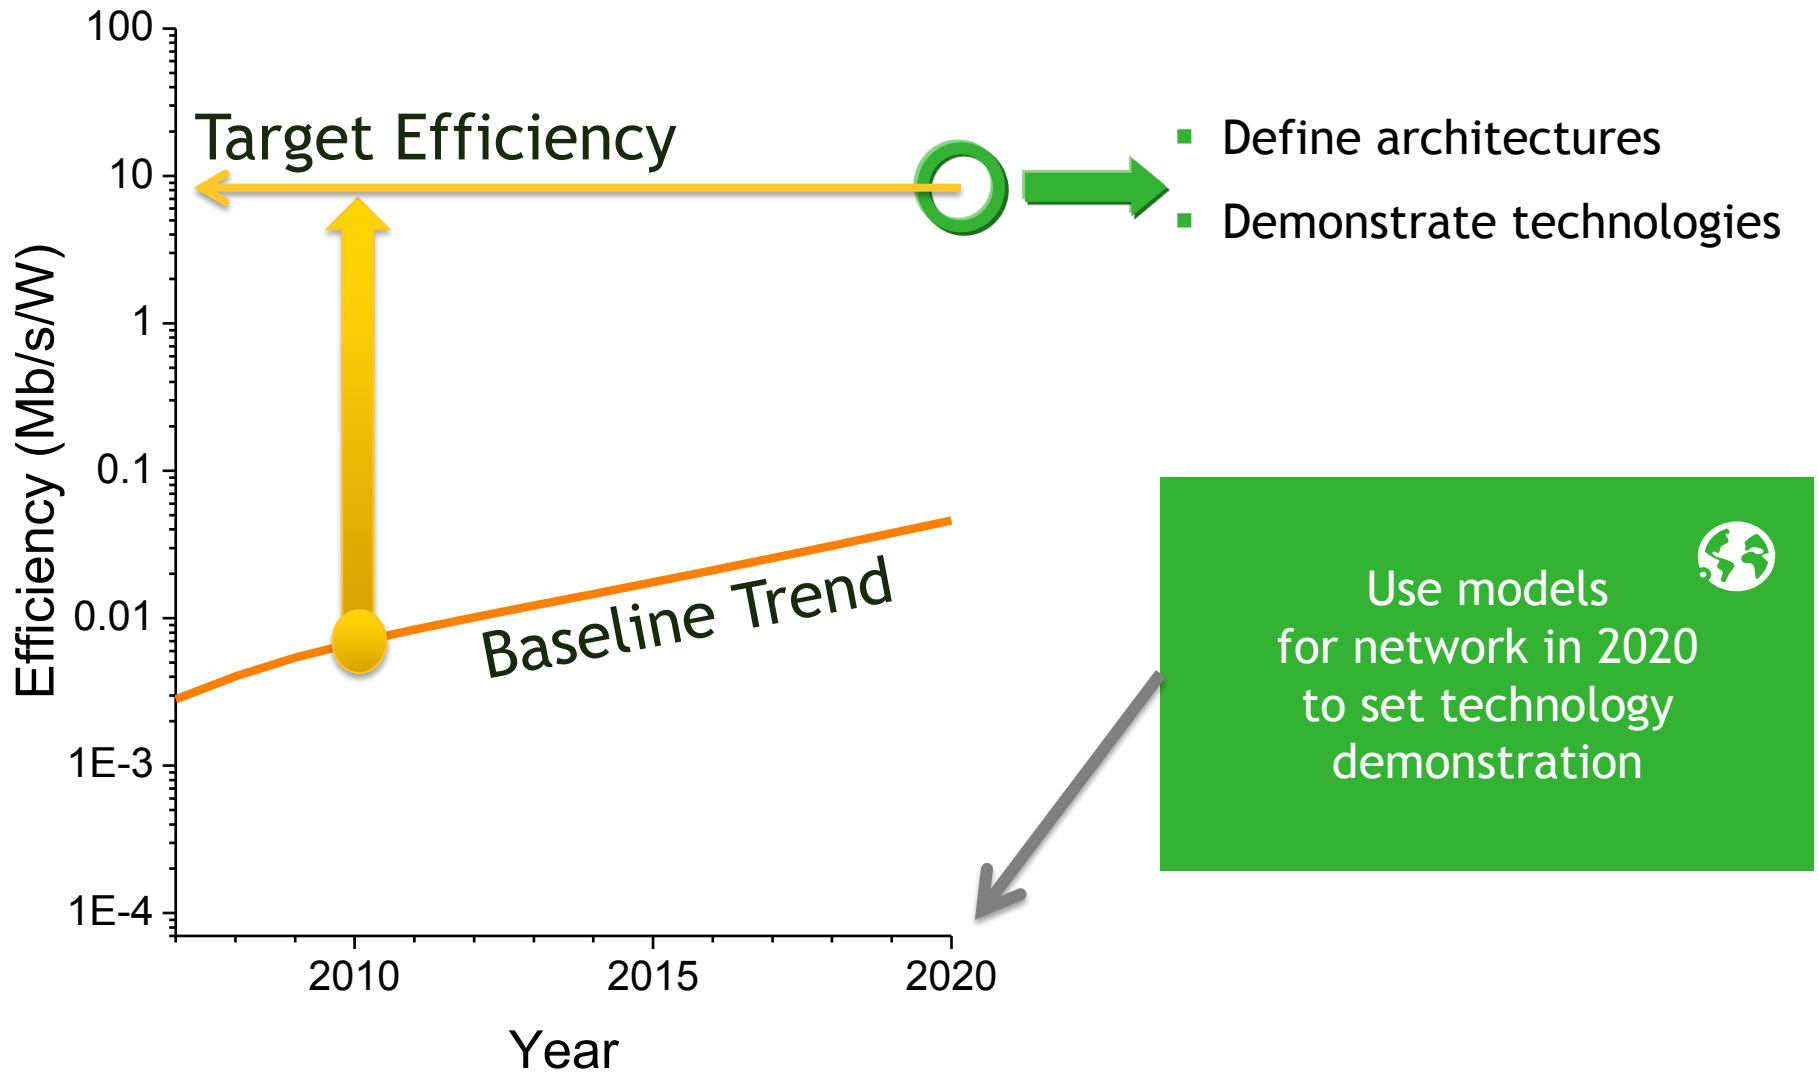 100
10
1
0.1
0.01
1E-3
1E-4
Efficiency (Mb/s/W)
Target Efficiency
Baseline Trend
2010
2015
2020
Year
▪ Define architectures
▪ Demonstrate technologies
Use models
for network in 2020
to set technology
demonstration